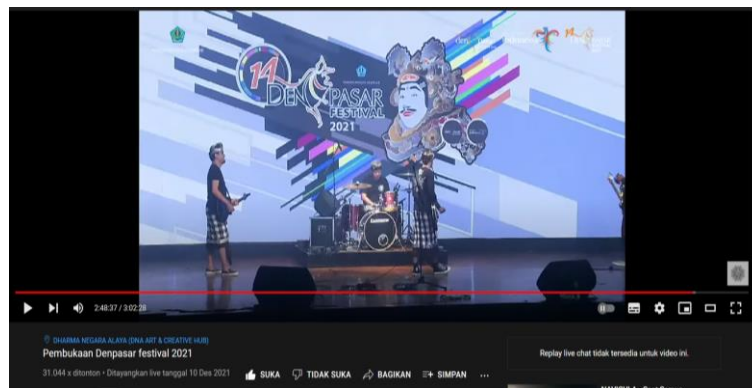 14
DENPASAR
FESTIVAL
2021
2:48:37 / 3:02:28
DHARMA NEGARA ALAYA (DNA ART & CREATIVE HUB)
Pembukaan Denpasar festival 2021
31.044 x ditonton • Ditayangkan live tanggal 10 Des 2021
SUKA
TIDAK SUKA
BAGIKAN
SIMPAN
...
Replay live chat tidak tersedia untuk video ini.